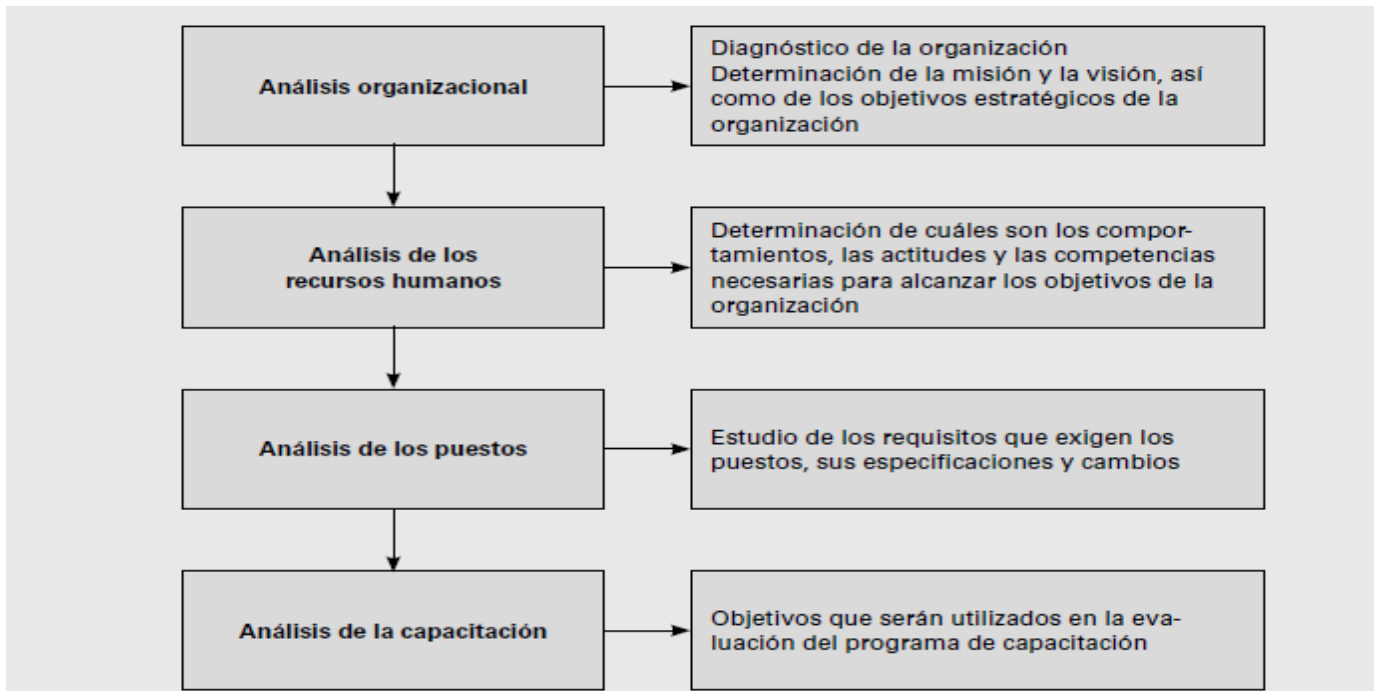 Análisis organizacional
Diagnóstico de la organización
Determinación de la misión y la visión, así
como de los objetivos estratégicos de la
organización
Análisis de los
recursos humanos
Determinación de cuáles son los compor-
tamientos, las actitudes y las competencias
necesarias para alcanzar los objetivos de la
organización
Análisis de los puestos
Estudio de los requisitos que exigen los
puestos, sus especificaciones y cambios
Análisis de la capacitación
Objetivos que serán utilizados en la eva-
luación del programa de capacitación